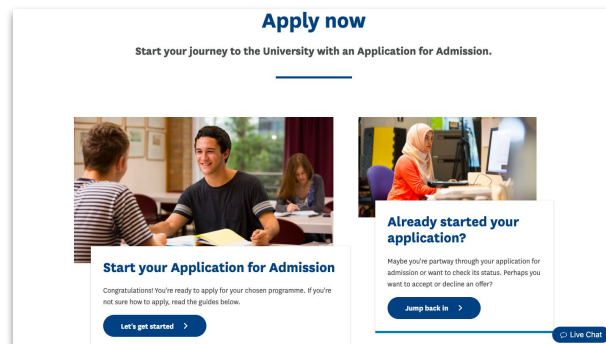 Apply now
Start your journey to the University with an Application for Admission.
Start your Application for Admission
Congratulations! You're ready to apply for your chosen programme. If you're
not sure how to apply, read the guides below.
Let's get started
Already started your
application?
Maybe you're partway through your application for
admission or want to check its status. Perhaps you
want to accept or decline an offer?
Jump back in
Live Chat